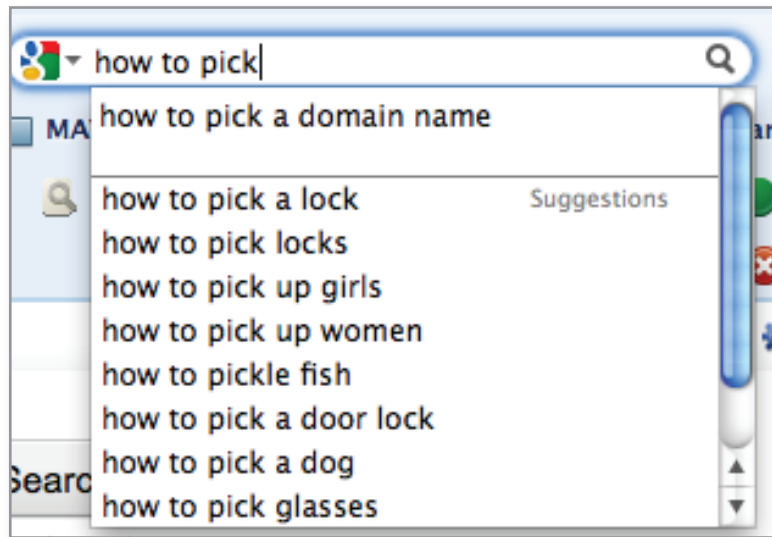 how to pick
how to pick a domain name
MA
how to pick a lock Suggestions
how to pick locks
how to pick up girls
how to pick up women
how to pickle fish
how to pick a door lock
how to pick a dog
Searc
how to pick glasses